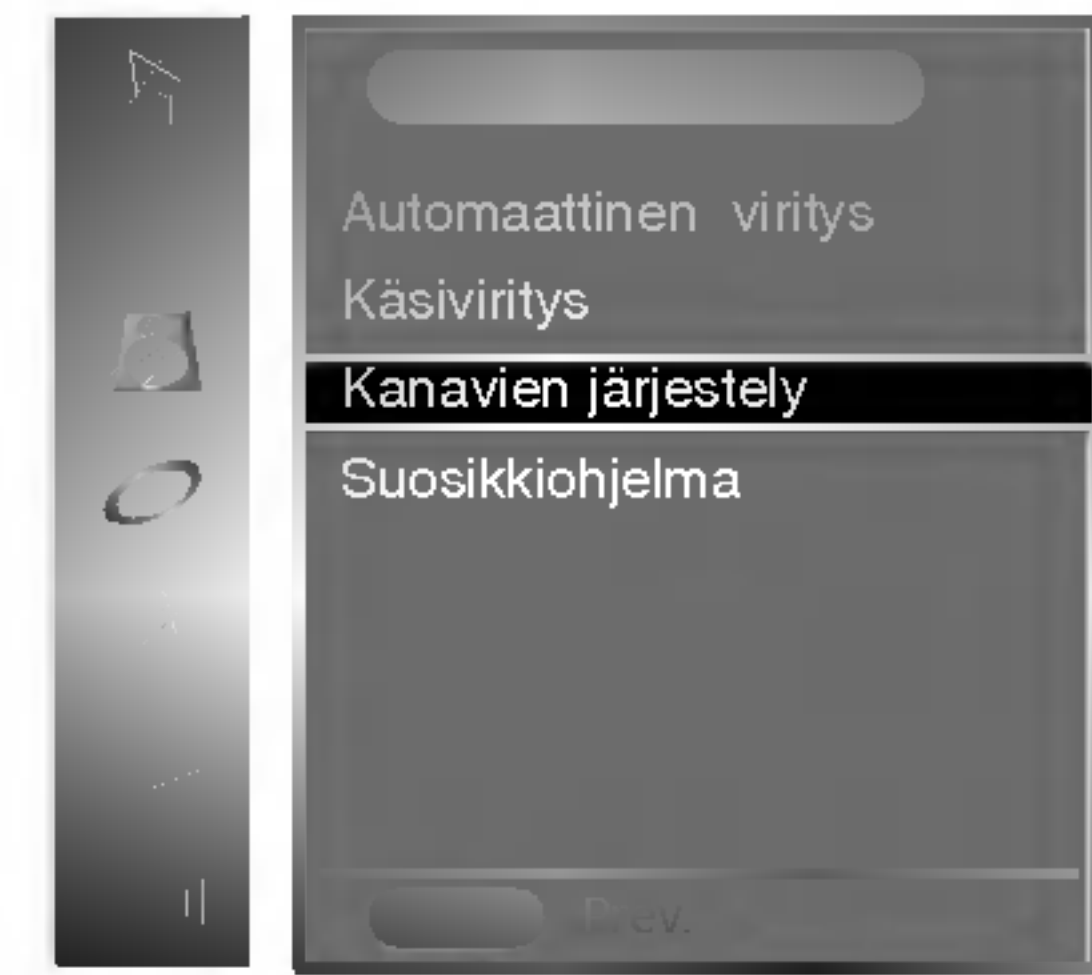 Automaattinen viritys
Käsiviritys
Kanavien järjestely
Suosikkiohjelma
Prev.